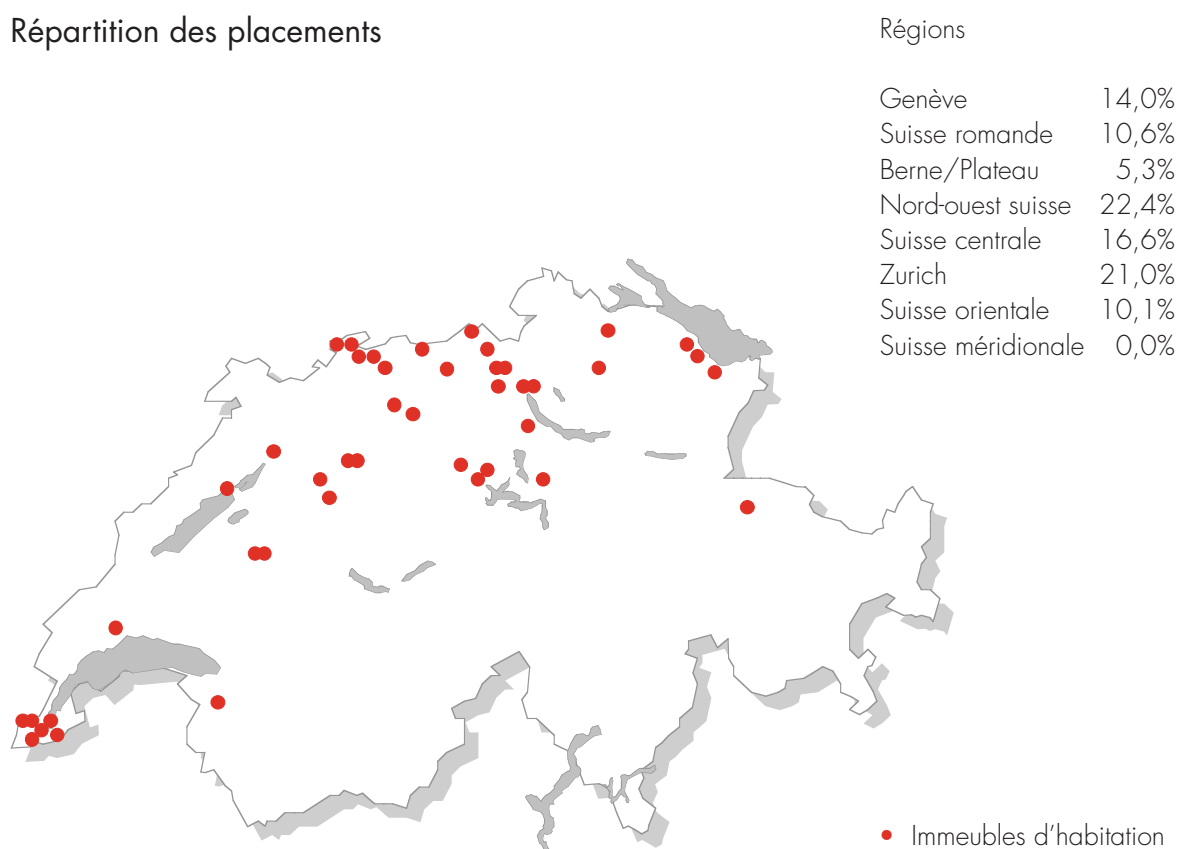 Répartition des placements
Régions
Genève 14,0%
Suisse romande 10,6%
Berne/Plateau 5,3%
Nord-ouest suisse 22,4%
Suisse centrale 16,6%
Zurich 21,0%
Suisse orientale 10,1%
Suisse méridionale 0,0%
Immeubles d’habitation